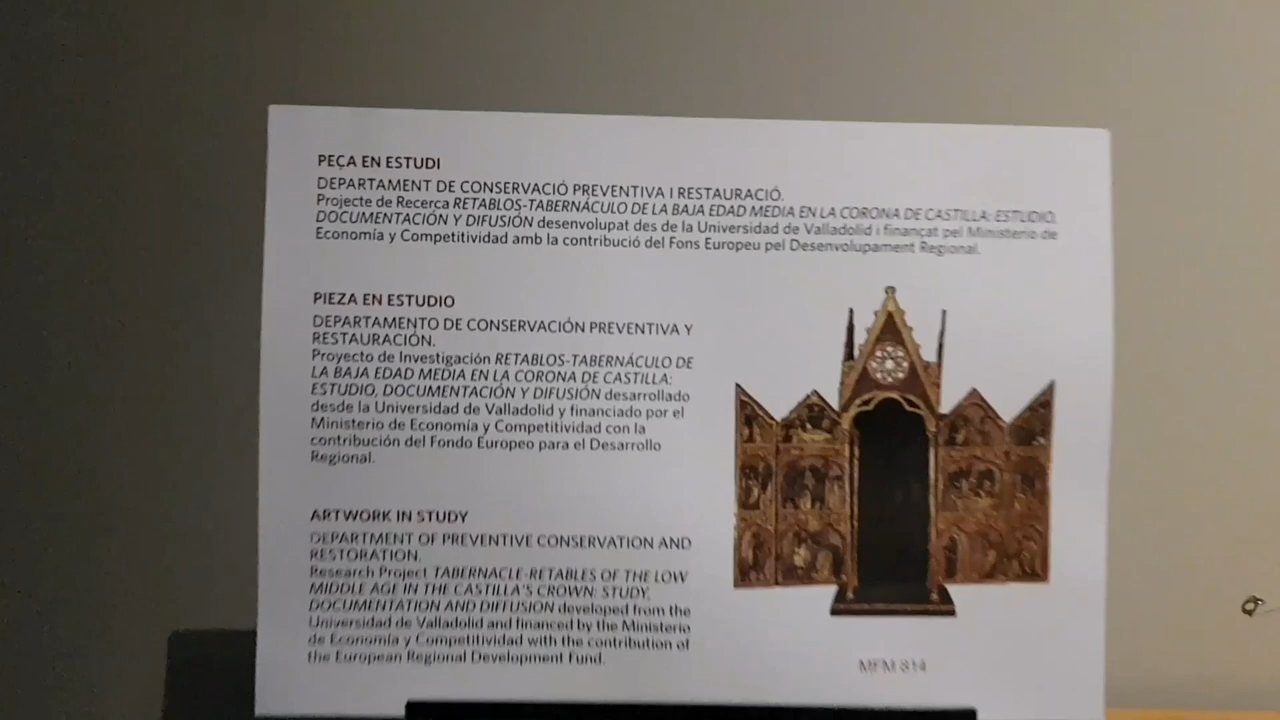 PEÇA EN ESTUDI
DEPARTAMENT DE CONSERVACIÓ PREVENTIVA I RESTAURACIÓ.
Projecte de Recerca RETABLOS-TABERNÁCULO DE LA BAJA EDAD MEDIA EN LA CORONA DE CASTILLA: ESTUDIO,
DOCUMENTACIÓN Y DIFUSIÓN desenvolupat des de la Universidad de Valladolid i finançat pel Ministerio de
Economía y Competitividad amb la contribució del Fons Europeu pel Desenvolupament Regional.
PIEZA EN ESTUDIO
DEPARTAMENTO DE CONSERVACIÓN PREVENTIVA Y
RESTAURACIÓN.
Proyecto de Investigación RETABLOS-TABERNÁCULO DE
LA BAJA EDAD MEDIA EN LA CORONA DE CASTILLA:
ESTUDIO, DOCUMENTACIÓN Y DIFUSIÓN desarrollado
desde la Universidad de Valladolid y financiado por el
Ministerio de Economía y Competitividad con la
contribución del Fondo Europeo para el Desarrollo
Regional.
ARTWORK IN STUDY
DEPARTMENT OF PREVENTIVE CONSERVATION AND
RESTORATION.
Research Project TABERNACLE-RETABLES OF THE LOW
MIDDLE AGE IN THE CASTILLA'S CROWN: STUDY,
DOCUMENTATION AND DIFFUSION developed from the
Universidad de Valladolid and financed by the Ministerio
de Economía y Competitividad with the contribution of
the European Regional Development Fund.
MFM 814